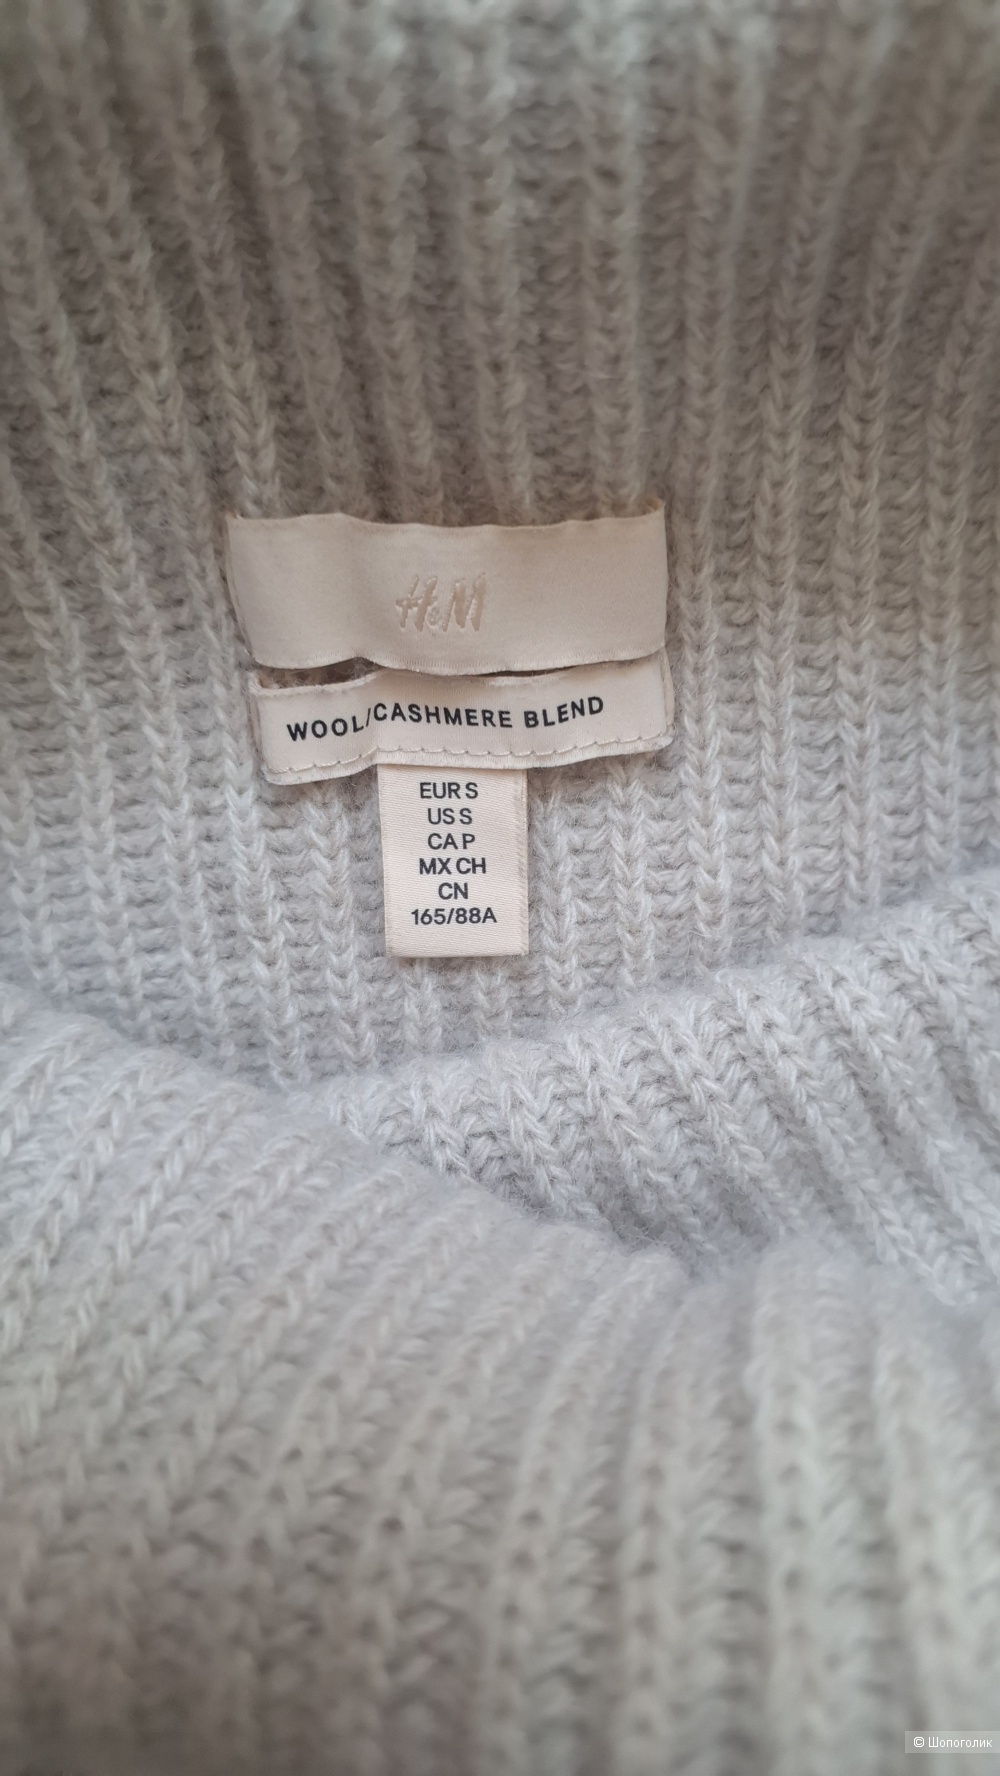 H&M
WOOL/CASHMERE BLEND
EUR S
US S
CA P
MX CH
CN
165/88A
© Шопоголик